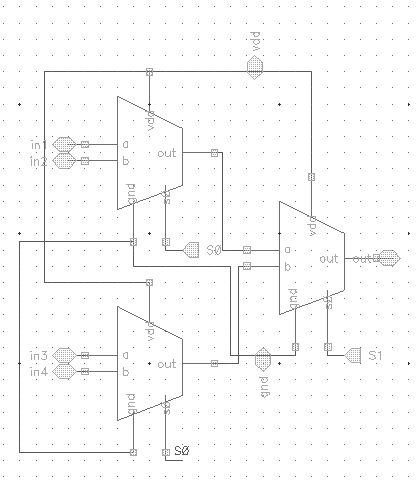 vdd
vdd
in1
a
in2
b
out
gnd
sel
S0
vdd
a
out
out
b
gnd
sel
vdd
in3
a
in4
b
out
gnd
S1
gnd
sel
S0